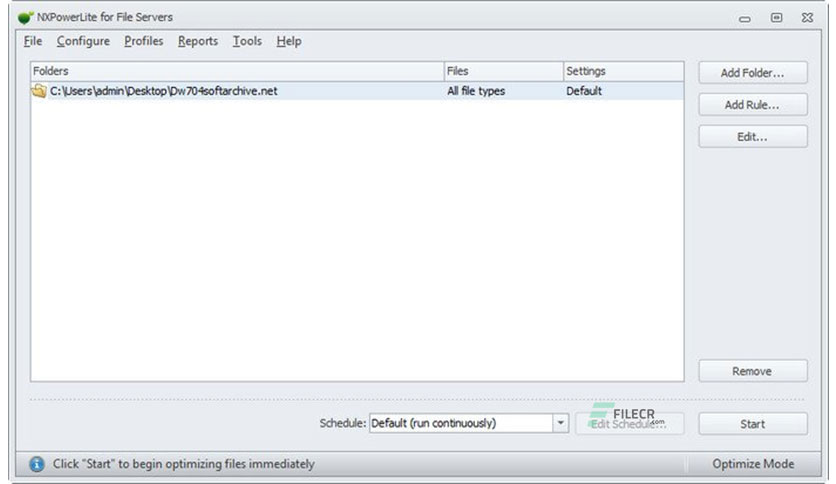 NXPowerLite for File Servers
File Configure Profiles Reports Tools Help
Folders Files Settings
C:\Users\admin\Desktop\Dw704softarchive.net All file types Default
Add Folder...
Add Rule...
Edit...
Remove
Schedule: Default (run continuously) Edit Schedule... Start
FILECR
.com
Click "Start" to begin optimizing files immediately Optimize Mode